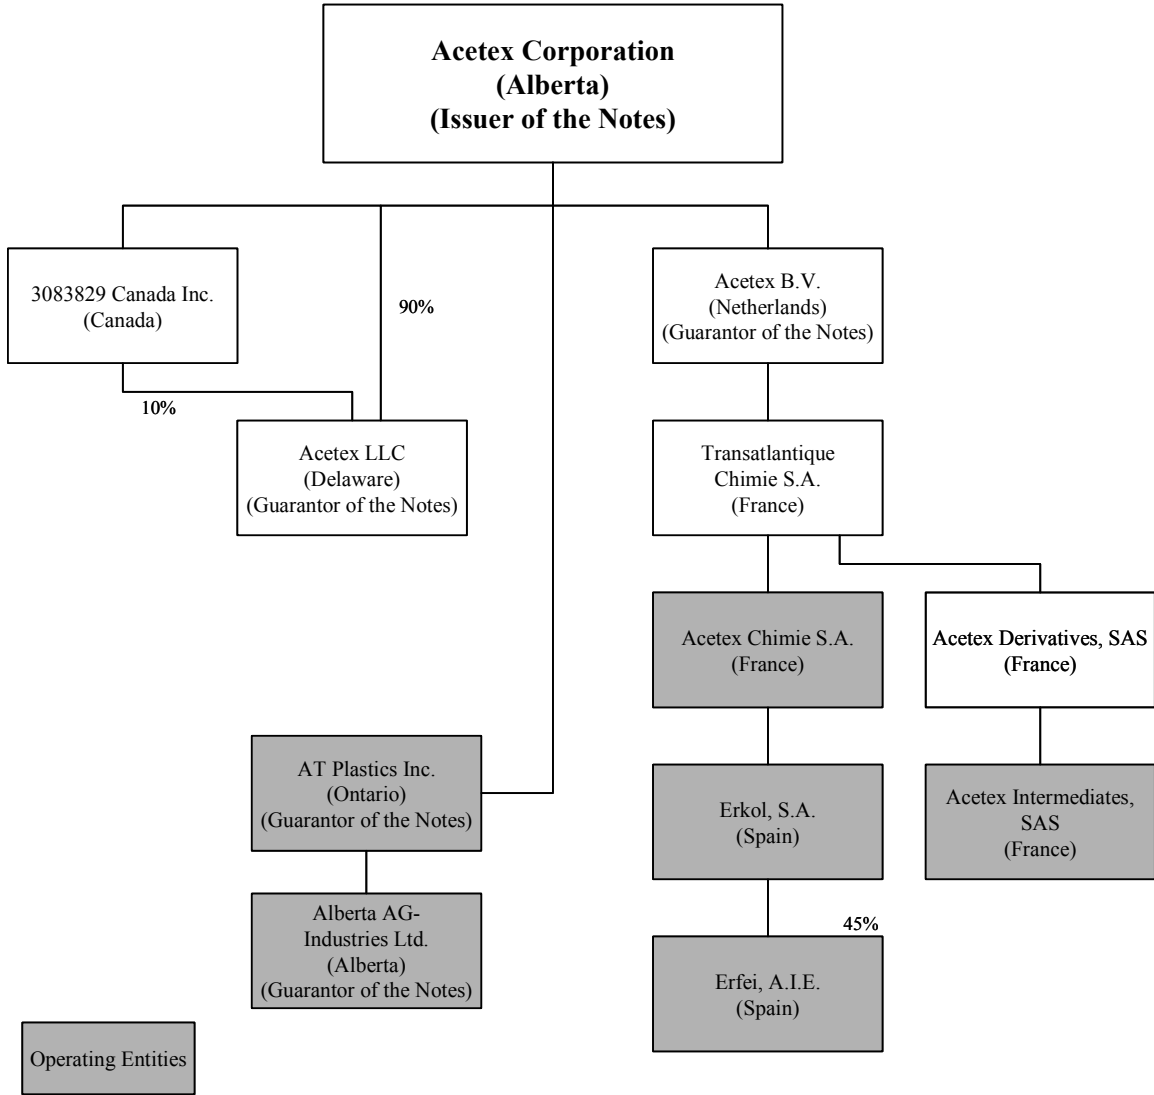 Acetex Corporation
(Alberta)
(Issuer of the Notes)
3083829 Canada Inc.
(Canada)
90%
Acetex B.V.
(Netherlands)
(Guarantor of the Notes)
10%
Acetex LLC
(Delaware)
(Guarantor of the Notes)
Transatlantique
Chimie S.A.
(France)
Acetex Chimie S.A.
(France)
Acetex Derivatives, SAS
(France)
AT Plastics Inc.
(Ontario)
(Guarantor of the Notes)
Erkol, S.A.
(Spain)
Acetex Intermediates,
SAS
(France)
Alberta AG-
Industries Ltd.
(Alberta)
(Guarantor of the Notes)
45%
Erfei, A.I.E.
(Spain)
Operating Entities